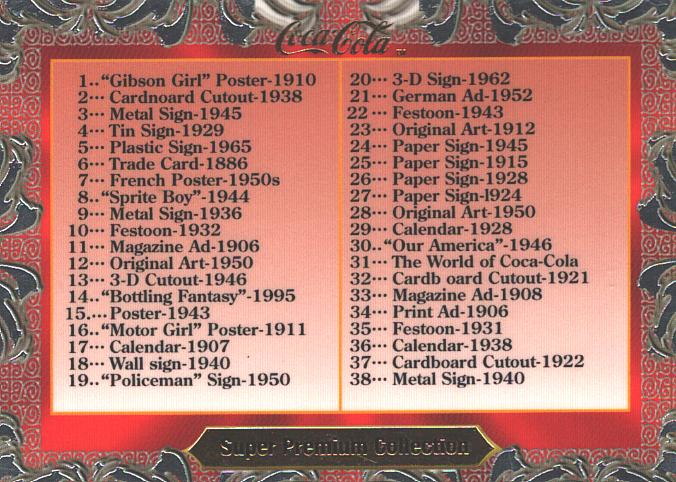 Coca-Cola ™
1..“Gibson Girl” Poster-1910
2··· Cardnoard Cutout-1938
3··· Metal Sign-1945
4··· Tin Sign-1929
5··· Plastic Sign-1965
6··· Trade Card-1886
7··· French Poster-1950s
8..“Sprite Boy”-1944
9··· Metal Sign-1936
10··· Festoon-1932
11··· Magazine Ad-1906
12··· Original Art-1950
13··· 3-D Cutout-1946
14..“Bottling Fantasy”-1995
15.... Poster-1943
16..“Motor Girl” Poster-1911
17··· Calendar-1907
18··· Wall sign-1940
19..“Policeman” Sign-1950
20··· 3-D Sign-1962
21··· German Ad-1952
22 ··· Festoon-1943
23··· Original Art-1912
24··· Paper Sign-1945
25··· Paper Sign-1915
26··· Paper Sign-1928
27··· Paper Sign-l924
28··· Original Art-1950
29··· Calendar-1928
30..“Our America”-1946
31··· The World of Coca-Cola
32··· Cardb oard Cutout-1921
33··· Magazine Ad-1908
34··· Print Ad-1906
35··· Festoon-1931
36··· Calendar-1938
37··· Cardboard Cutout-1922
38··· Metal Sign-1940
Super Premium Collection